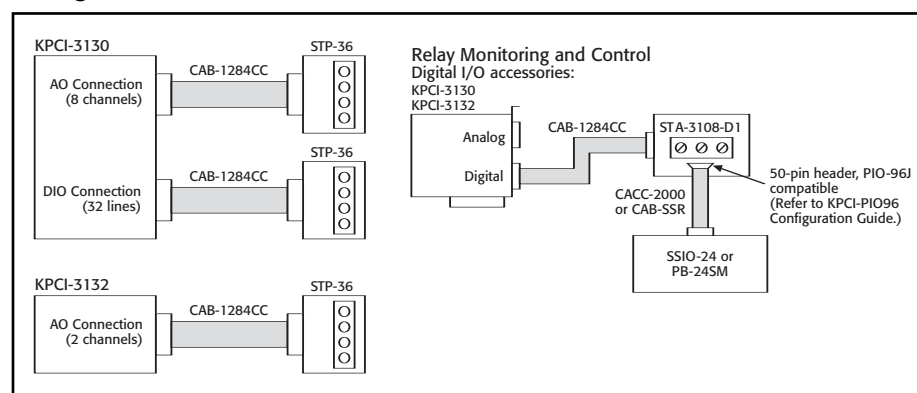 KPCI-3130
STP-36
CAB-1284CC
AO Connection
(8 channels)
STP-36
CAB-1284CC
DIO Connection
(32 lines)
KPCI-3132
STP-36
CAB-1284CC
AO Connection
(2 channels)
Relay Monitoring and Control
Digital I/O accessories:
KPCI-3130
KPCI-3132
Analog
Digital
CAB-1284CC
STA-3108-D1
50-pin header, PIO-96J
compatible
(Refer to KPCI-PIO96
Configuration Guide.)
CACC-2000
or CAB-SSR
SSIO-24 or
PB-24SM